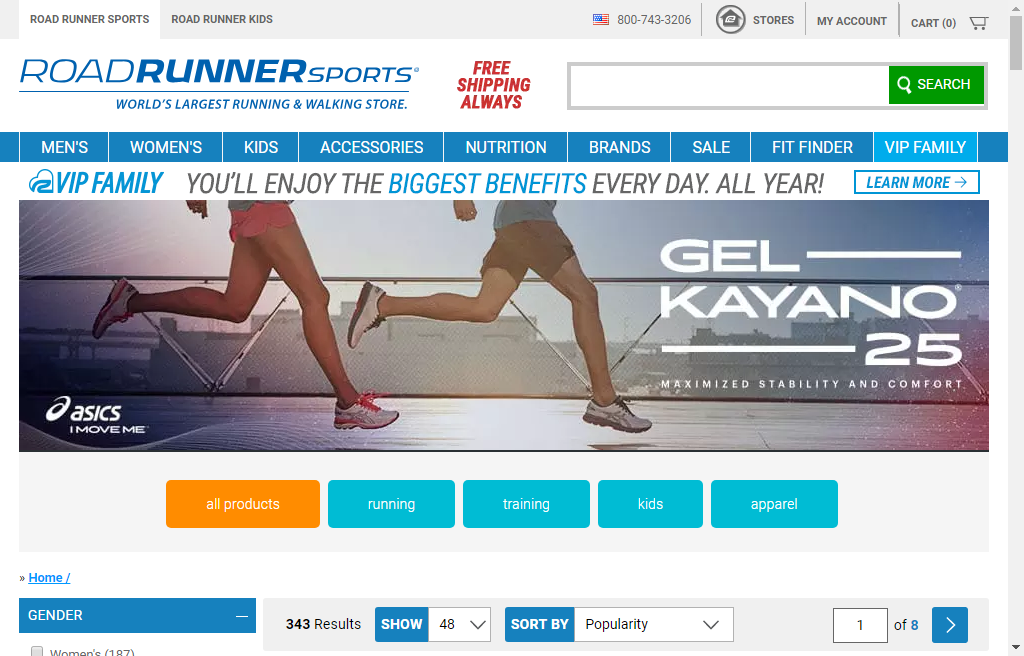 ROAD RUNNER SPORTS ROAD RUNNER KIDS 800-743-3206 STORES MY ACCOUNT CART (0)
ROADRUNNERSPORTS®
WORLD'S LARGEST RUNNING & WALKING STORE.
FREE
SHIPPING
ALWAYS
SEARCH
MEN'S WOMEN'S KIDS ACCESSORIES NUTRITION BRANDS SALE FIT FINDER VIP FAMILY
VIP FAMILY YOU'LL ENJOY THE BIGGEST BENEFITS EVERY DAY. ALL YEAR! LEARN MORE →
GEL
KAYANO®
25
MAXIMIZED STABILITY AND COMFORT.
asics
I MOVE ME™
all products running training kids apparel
» Home /
GENDER —
343 Results SHOW 48 SORT BY Popularity 1 of 8
Women's (187)